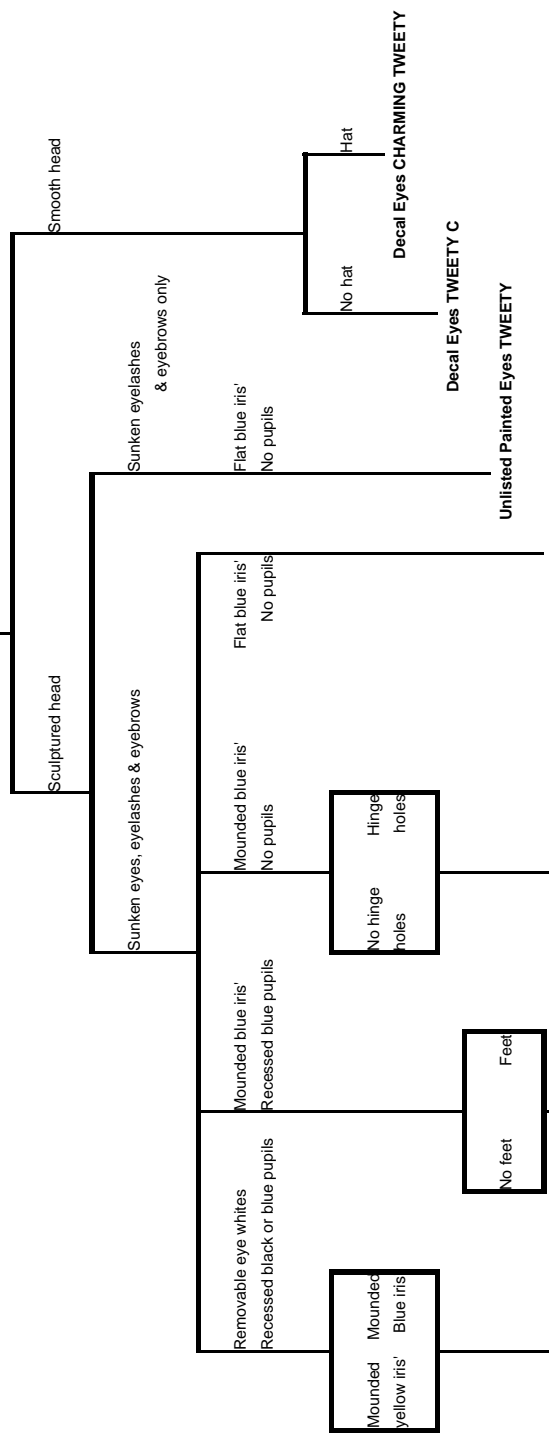 Sculptured head
Smooth head
Sunken eyes, eyelashes & eyebrows
Sunken eyelashes
& eyebrows only
Removable eye whites
Recessed black or blue pupils
Mounded blue iris'
Recessed blue pupils
Mounded blue iris'
No pupils
Flat blue iris'
No pupils
Flat blue iris'
No pupils
No hat
Hat
Mounded
yellow iris'
Mounded
Blue iris
No hinge
holes
Hinge
holes
Decal Eyes CHARMING TWEETY
Decal Eyes TWEETY C
No feet
Feet
Unlisted Painted Eyes TWEETY